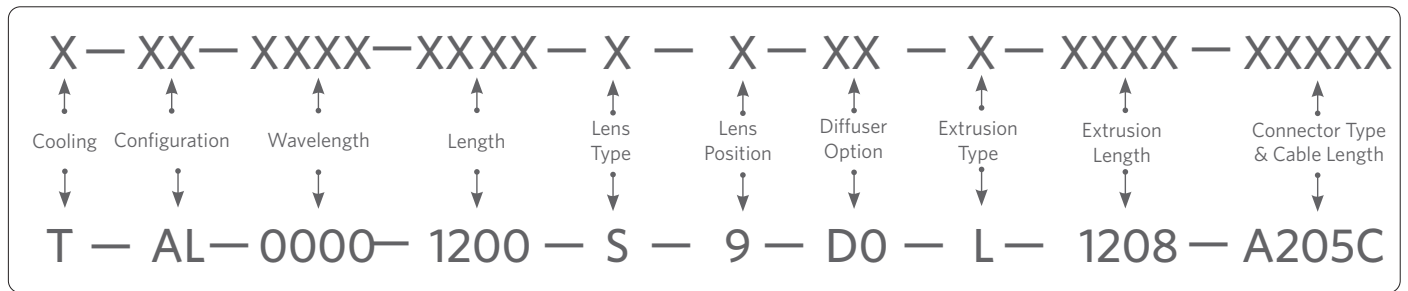 X — XX — XXXX — XXXX — X — X — XX — X — XXXX — XXXXX
Cooling Configuration Wavelength Length Lens Type Lens Position Diffuser Option Extrusion Type Extrusion Length Connector Type & Cable Length
T — AL — 0000 — 1200 — S — 9 — D0 — L — 1208 — A205C